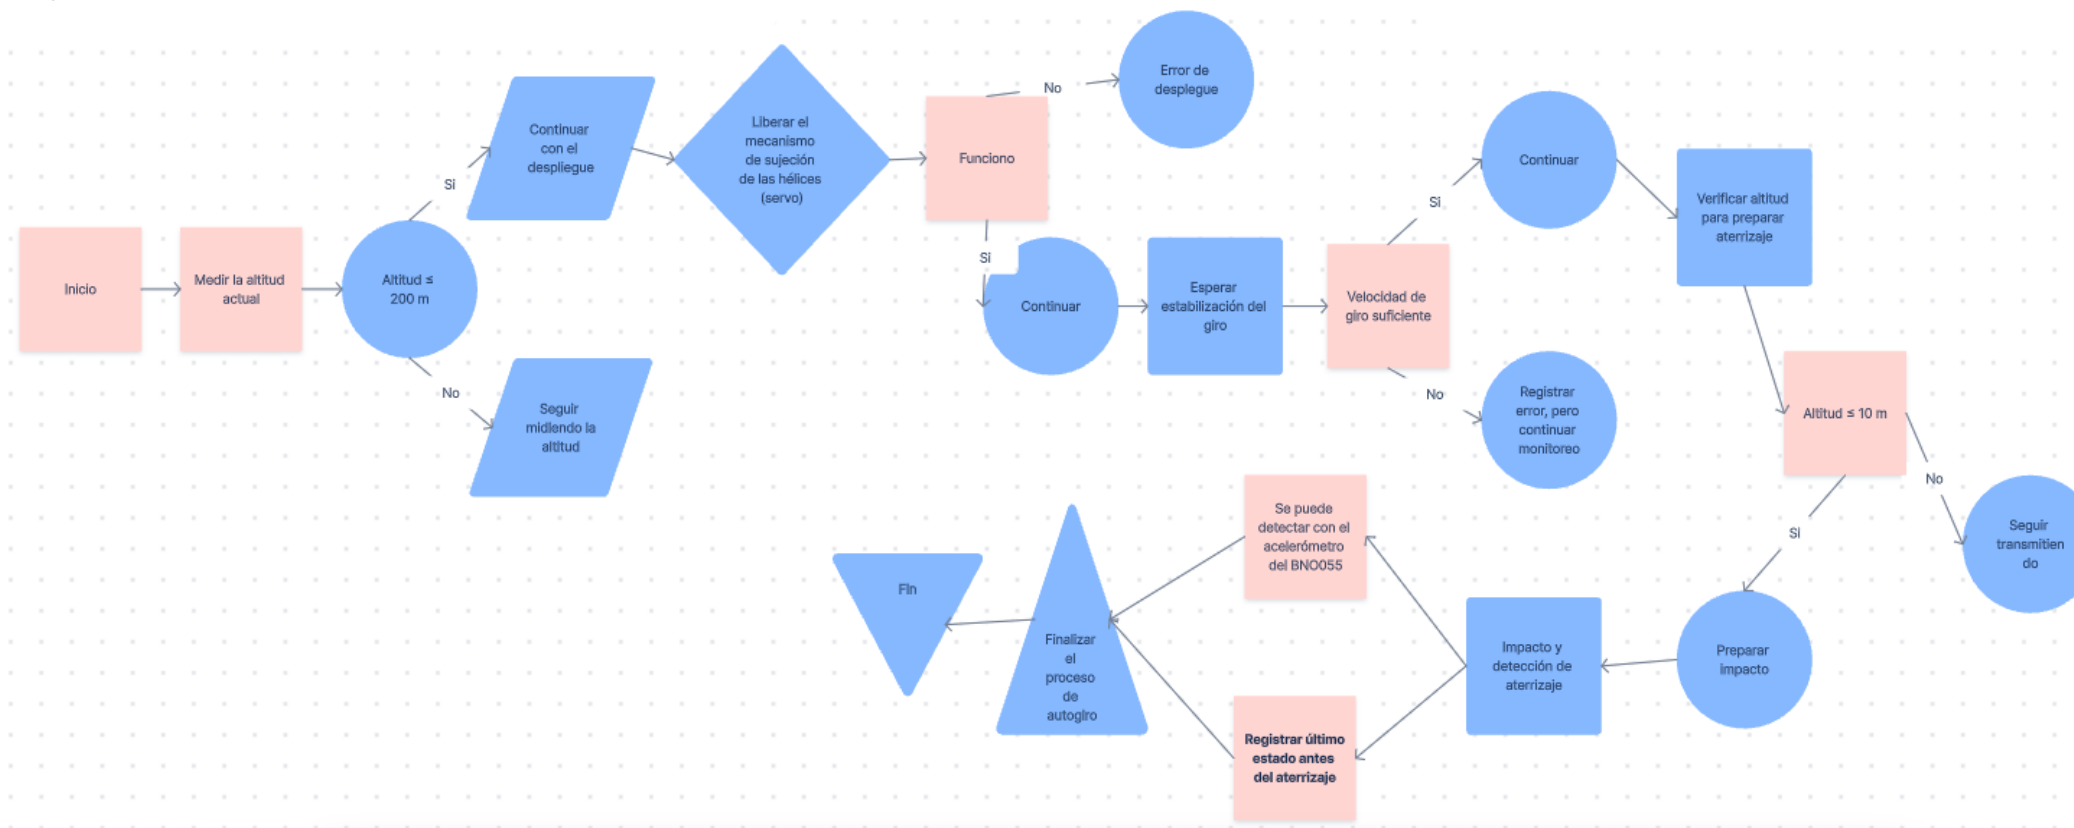 Inicio
Medir la altitud
actual
Altitud ≤
200 m
Si
Continuar
con el
despliegue
No
Seguir
midiendo la
altitud
Liberar el
mecanismo
de sujeción
de las hélices
(servo)
Funciono
No
Error de
desplegue
Si
Continuar
Esperar
estabilización del
giro
Velocidad de
giro suficiente
Si
Continuar
No
Registrar
error, pero
continuar
monitoreo
Verificar altitud
para preparar
aterrizaje
Altitud ≤ 10 m
No
Seguir
transmitien
do
Si
Preparar
impacto
Impacto y
detección de
aterrizaje
Se puede
detectar con el
acelerómetro
del BNO055
Registrar último
estado antes
del aterrizaje
Finalizar
el
proceso
de
autogiro
Fin